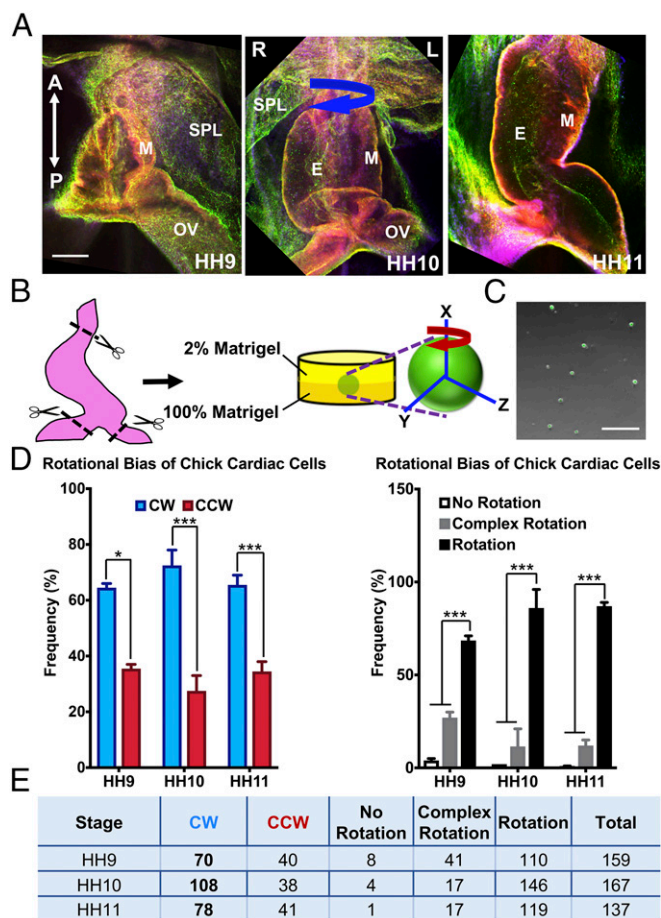 A
A
P
M
SPL
OV
HH9
R
L
SPL
E
M
OV
HH10
E
M
HH11
B
2% Matrigel
100% Matrigel
X
Y
Z
C
D
Rotational Bias of Chick Cardiac Cells
CW CCW
Frequency (%)
100
80
60
40
20
0
*
***
***
HH9 HH10 HH11
Rotational Bias of Chick Cardiac Cells
No Rotation
Complex Rotation
Rotation
Frequency (%)
150
100
50
0
***
***
***
HH9 HH10 HH11
E
Stage CW CCW No Rotation Complex Rotation Rotation Total
HH9 70 40 8 41 110 159
HH10 108 38 4 17 146 167
HH11 78 41 1 17 119 137